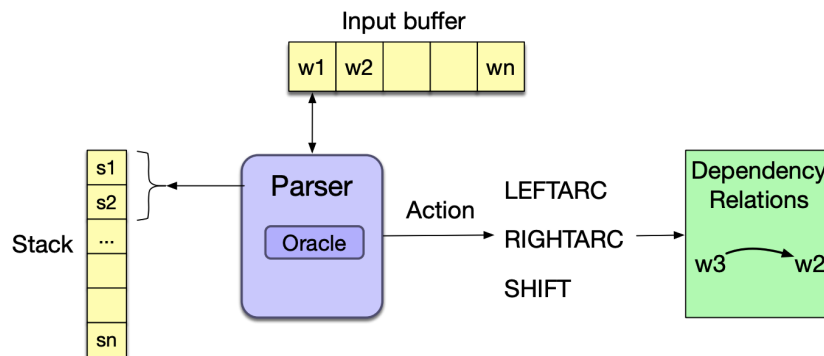 Input buffer
w1 w2 wn
s1
s2
...
sn
Stack
Parser
Oracle
Action
LEFTARC
RIGHTARC
SHIFT
Dependency
Relations
w3 w2